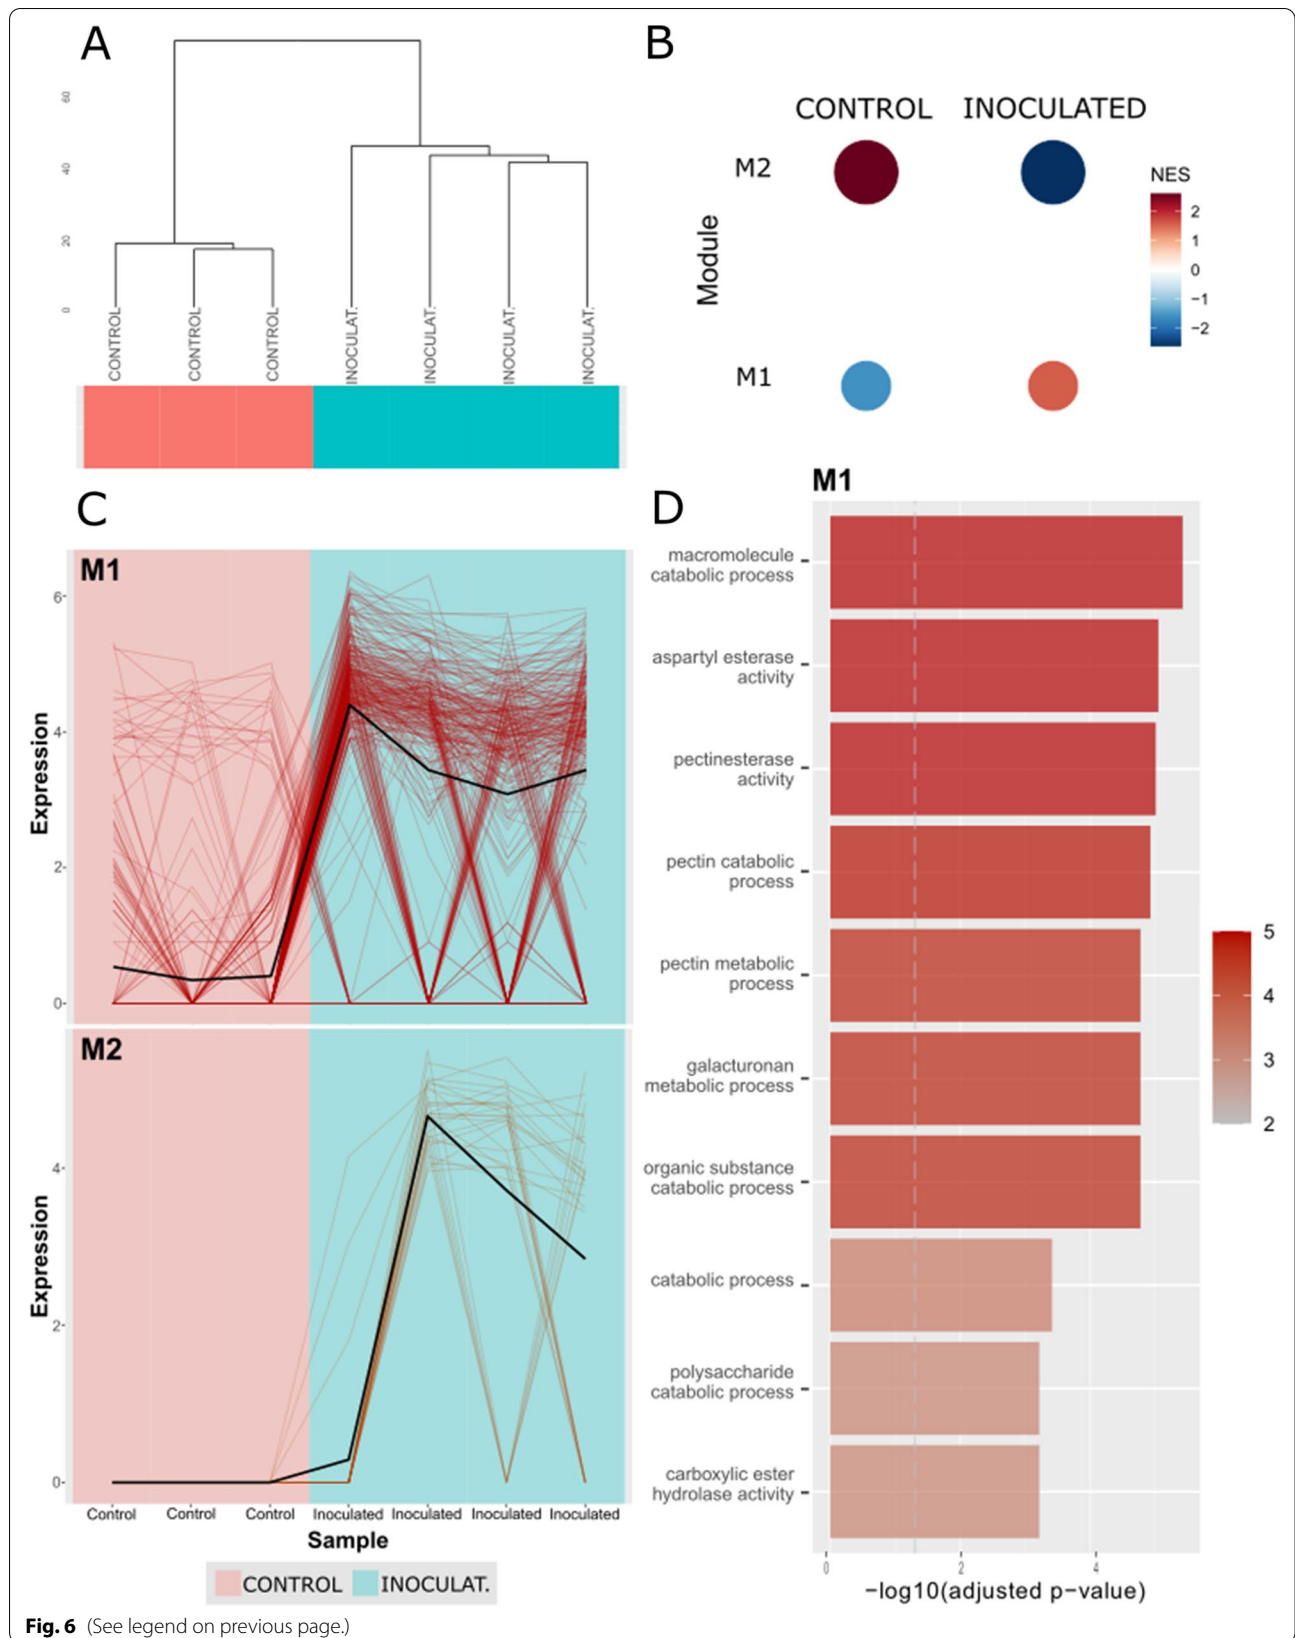 A
60
40
20
0
CONTROL
CONTROL
CONTROL
INOCULAT.
INOCULAT.
INOCULAT.
INOCULAT.
B
CONTROL INOCULATED
M2
M1
Module
NES
2
1
0
−1
−2
C
M1
6
4
2
0
Expression
M2
4
2
0
Expression
Control Control Control Inoculated Inoculated Inoculated Inoculated
Sample
CONTROL INOCULAT.
D
M1
macromolecule
catabolic process
aspartyl esterase
activity
pectinesterase
activity
pectin catabolic
process
pectin metabolic
process
galacturonan
metabolic process
organic substance
catabolic process
catabolic process
polysaccharide
catabolic process
carboxylic ester
hydrolase activity
0 2 4
−log10(adjusted p−value)
5
4
3
2
Fig. 6 (See legend on previous page.)